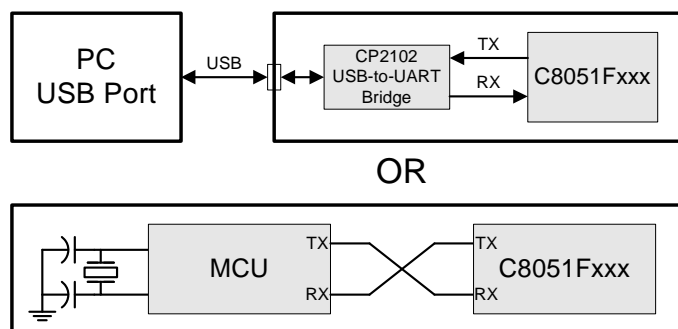 PC
USB Port
USB
CP2102
USB-to-UART
Bridge
TX
RX
C8051Fxxx
OR
MCU
TX
RX
TX
RX
C8051Fxxx